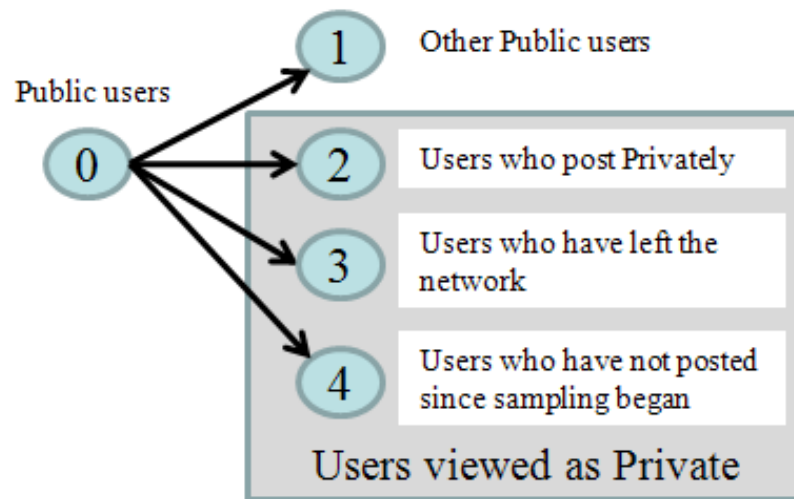 1
Other Public users
Public users
0
2
Users who post Privately
3
Users who have left the
network
4
Users who have not posted
since sampling began
Users viewed as Private